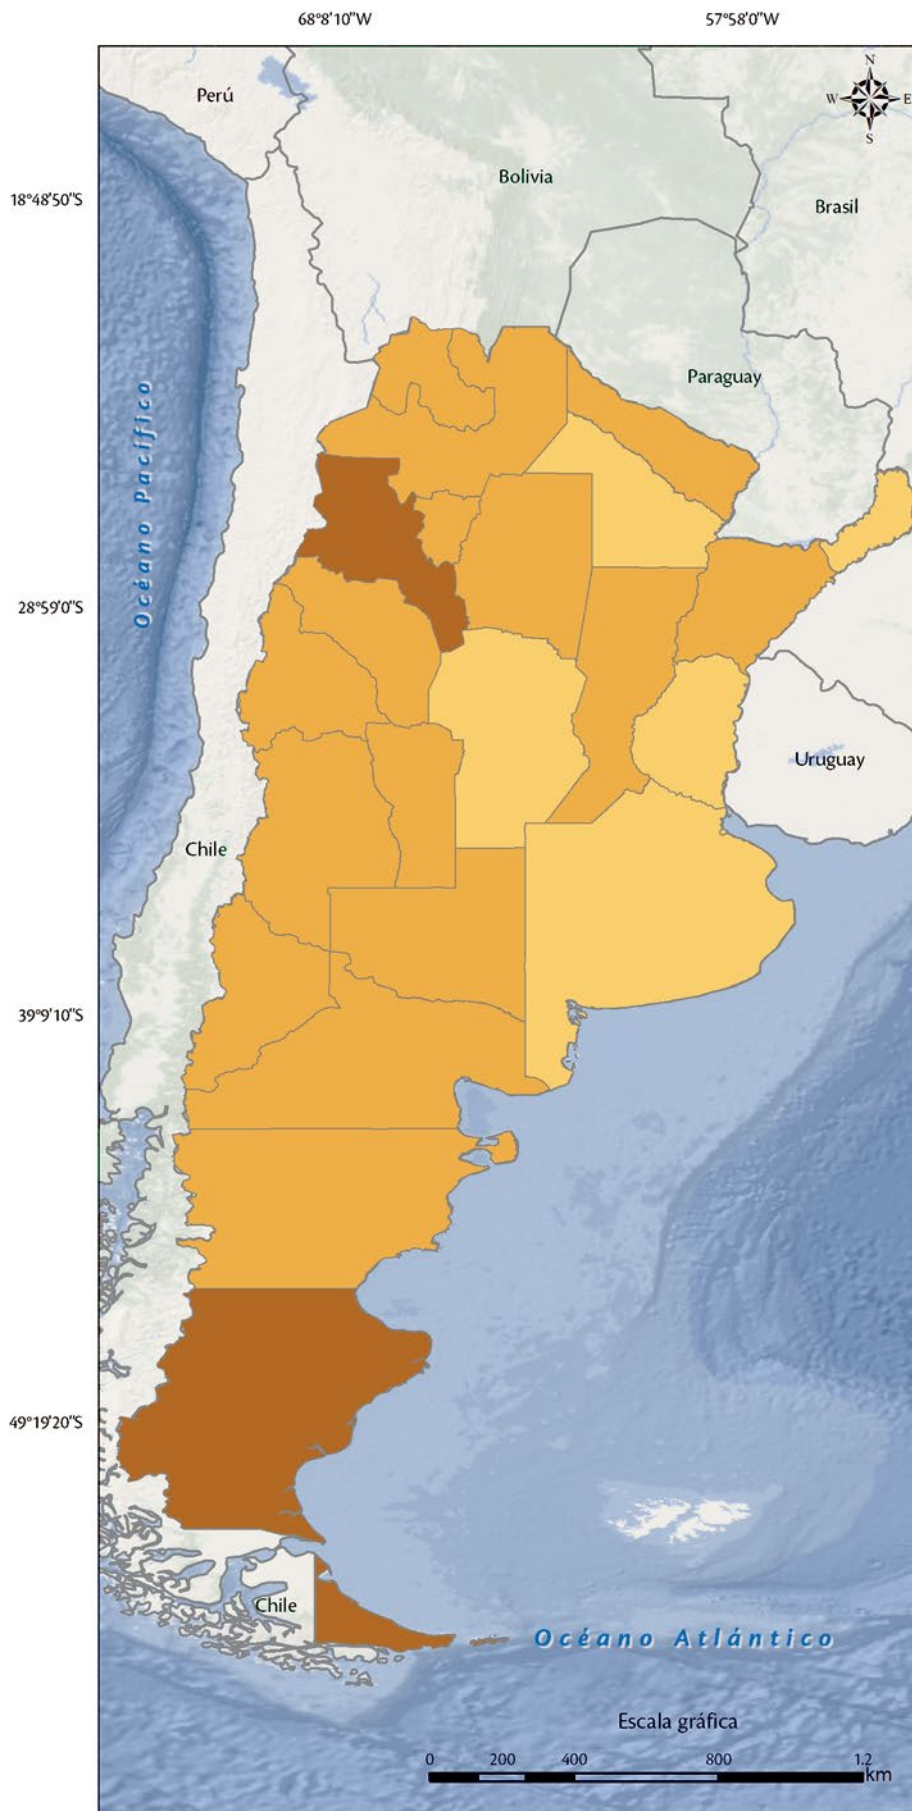 68°8'10"W
57°58'0"W
N
W
E
S
Perú
Bolivia
18°48'50"S
Brasil
Paraguay
Océano Pacífico
28°59'0"S
Uruguay
Chile
39°9'10"S
49°19'20"S
Chile
Océano Atlántico
Escala gráfica
0 200 400 800 1.2
km